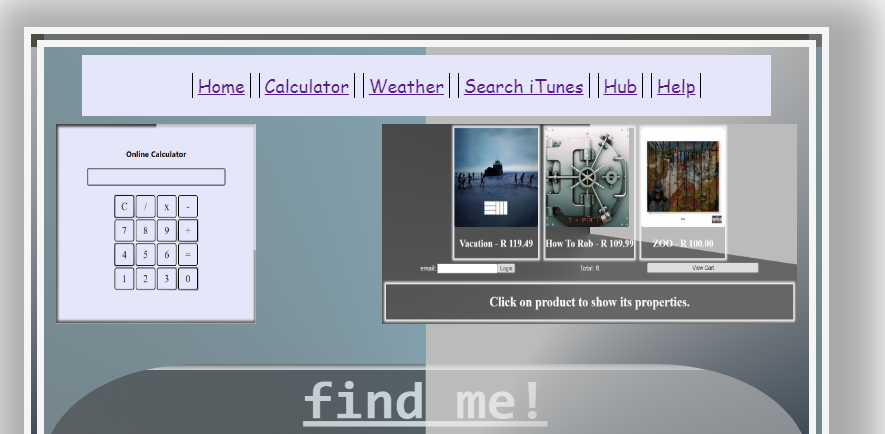 Home Calculator Weather Search iTunes Hub Help
Online Calculator
C / x -
7 8 9 +
4 5 6 =
1 2 3 0
Vacation - R 119.49 How To Rob - R 109.99 ZOO - R 100.00
email: Login Total: R View Cart
Click on product to show its properties.
find me!